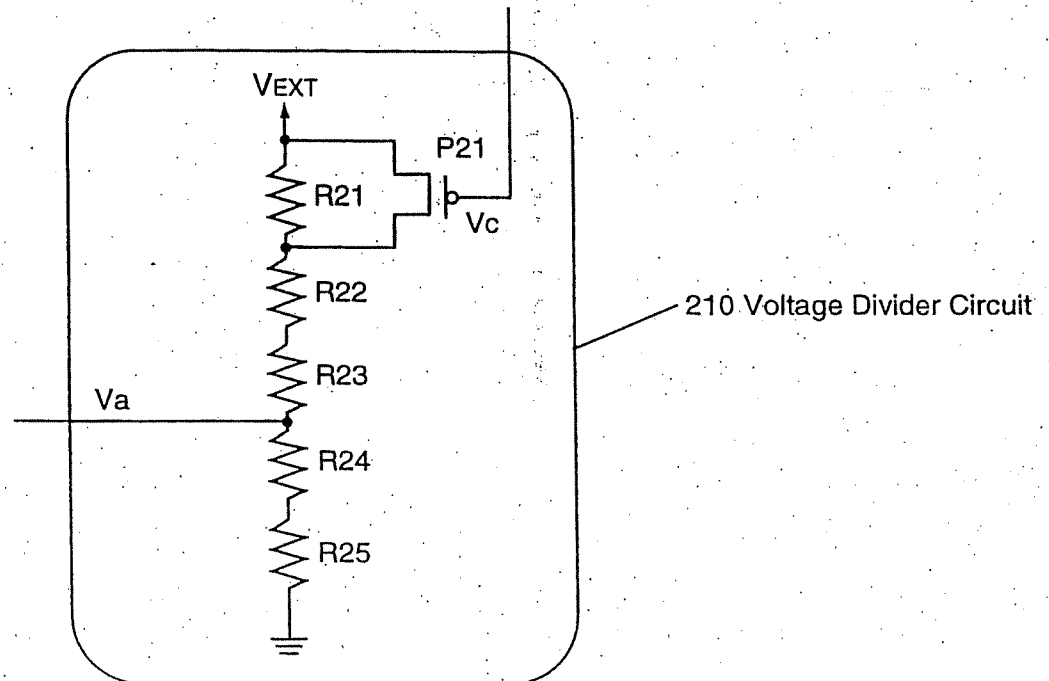 VEXT
P21
R21
Vc
R22
210 Voltage Divider Circuit
R23
Va
R24
R25